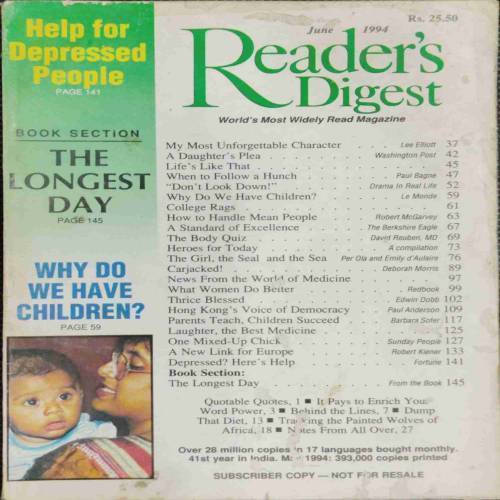 Help for
Depressed
People
PAGE 141
BOOK SECTION
THE
LONGEST
DAY
PAGE 145
WHY DO
WE HAVE
CHILDREN?
PAGE 59
June 1994
Rs. 25.50
Reader's
Digest
World's Most Widely Read Magazine
My Most Unforgettable Character . . . . Lee Elliott 37
A Daughter's Plea . . . . Washington Post 42
Life's Like That . . . . 45
When to Follow a Hunch . . . . Paul Bagne 47
"Don't Look Down!" . . . . Drama In Real Life 52
Why Do We Have Children? . . . . Le Monde 59
College Rags . . . . 61
How to Handle Mean People . . . . Robert McGarvey 63
A Standard of Excellence . . . . The Berkshire Eagle 67
The Body Quiz . . . . David Reuben, MD 69
Heroes for Today . . . . A compilation 73
The Girl, the Seal and the Sea Per Ola and Emily d'Aulaire 76
Carjacked! . . . . Deborah Morris 89
News From the World of Medicine . . . . 97
What Women Do Better . . . . Redbook 99
Thrice Blessed . . . . Edwin Dobb 102
Hong Kong's Voice of Democracy . . . . Paul Anderson 109
Parents Teach, Children Succeed . . . . Barbara Sofer 117
Laughter, the Best Medicine . . . . 125
One Mixed-Up Chick . . . . Sunday People 127
A New Link for Europe . . . . Robert Kiener 133
Depressed? Here's Help . . . . Fortune 141
Book Section:
The Longest Day From the Book 145
Quotable Quotes, 1 ■ It Pays to Enrich Your
Word Power, 3 ■ Behind the Lines, 7 ■ Dump
That Diet, 13 ■ Tracking the Painted Wolves of
Africa, 18 ■ Notes From All Over, 27
Over 28 million copies in 17 languages bought monthly.
41st year in India. May 1994: 393,000 copies printed
SUBSCRIBER COPY — NOT FOR RESALE